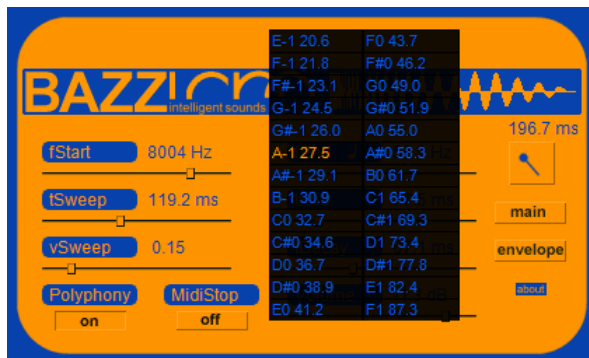 BAZZ
intelligent sounds
196.7 ms
fStart 8004 Hz
tSweep 119.2 ms
vSweep 0.15
Polyphony MidiStop
on off
E-1 20.6 F0 43.7
F-1 21.8 F#0 46.2
F#-1 23.1 G0 49.0
G-1 24.5 G#0 51.9
G#-1 26.0 A0 55.0
A-1 27.5 A#0 58.3
A#-1 29.1 B0 61.7
B-1 30.9 C1 65.4
C0 32.7 C#1 69.3
C#0 34.6 D1 73.4
D0 36.7 D#1 77.8
D#0 38.9 E1 82.4
E0 41.2 F1 87.3
main
envelope
about